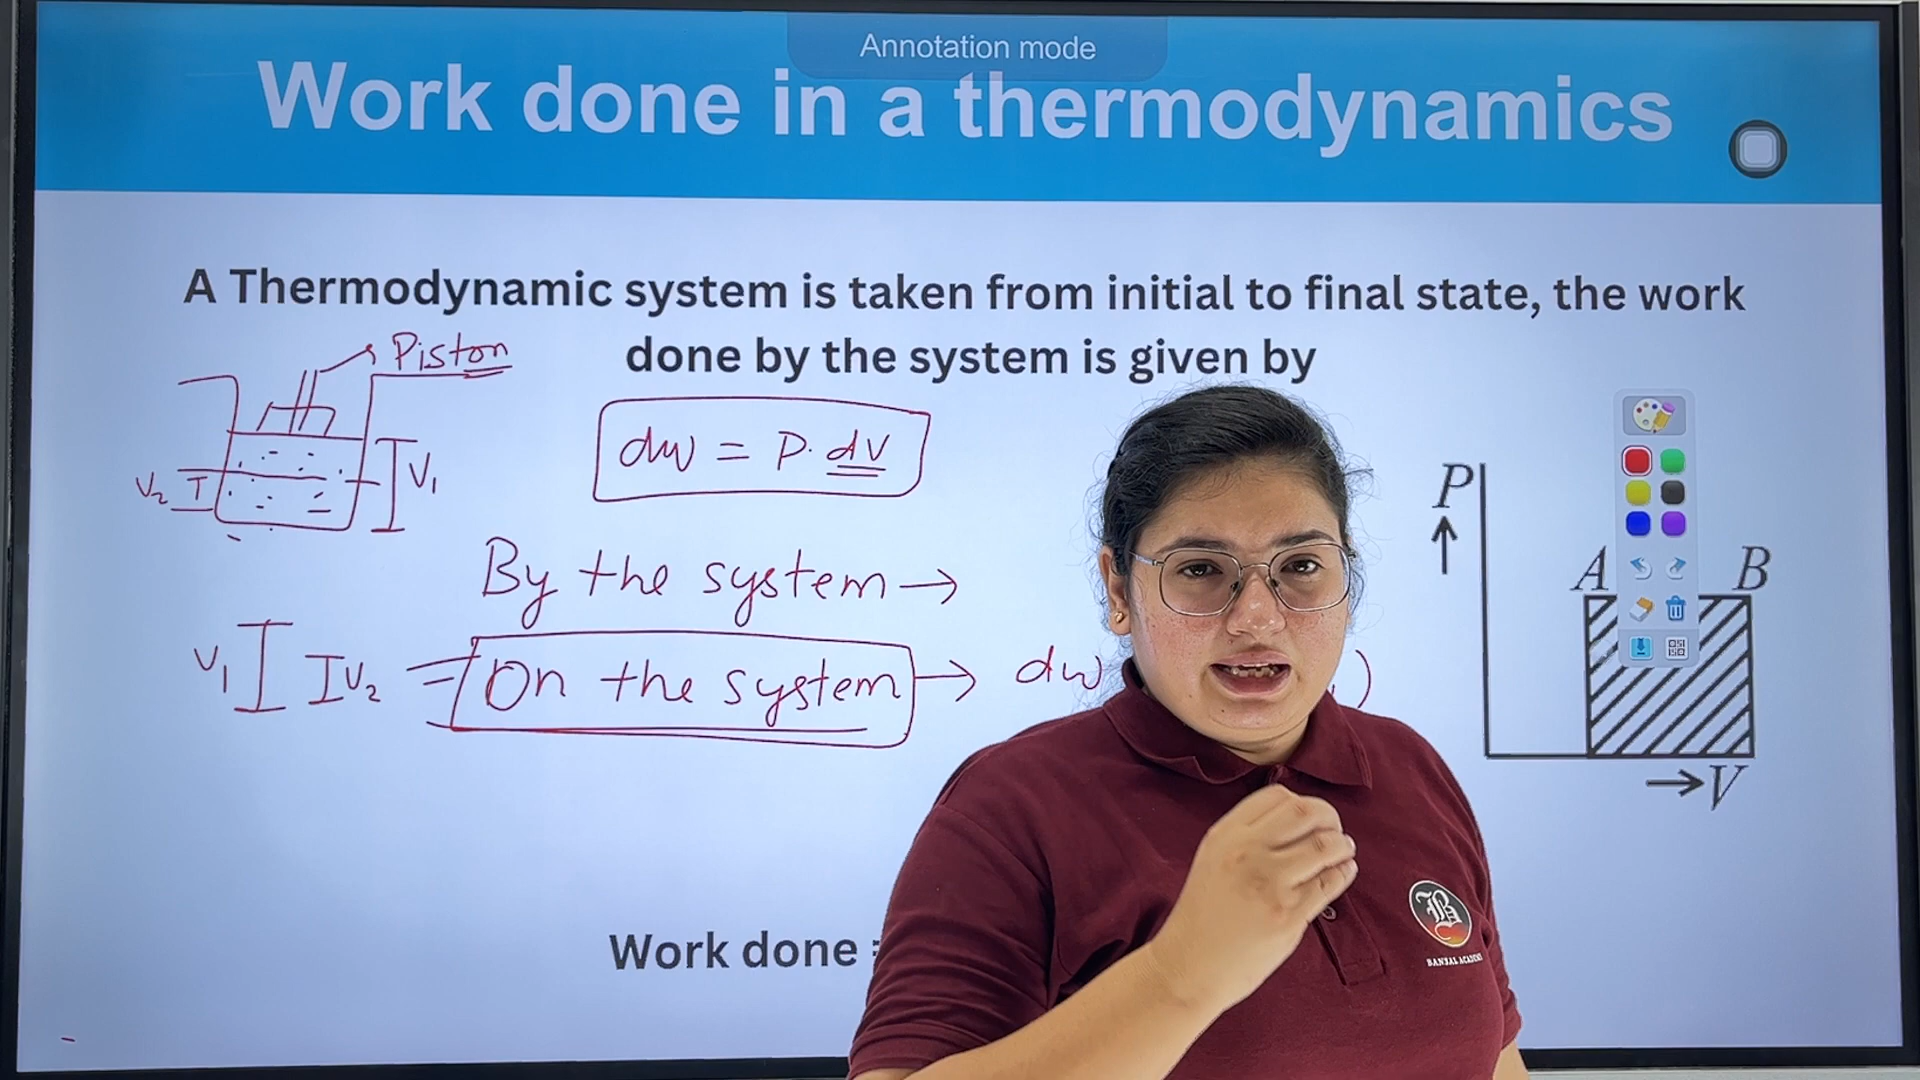 Annotation mode
Work done in a thermodynamics
A Thermodynamic system is taken from initial to final state, the work
done by the system is given by
Piston
dw = P. dV
V₁
V₂
P
A
B
By the system →
V₁ V₂ = On the system → dw )
V
Work done
BANSAL ACADEMY